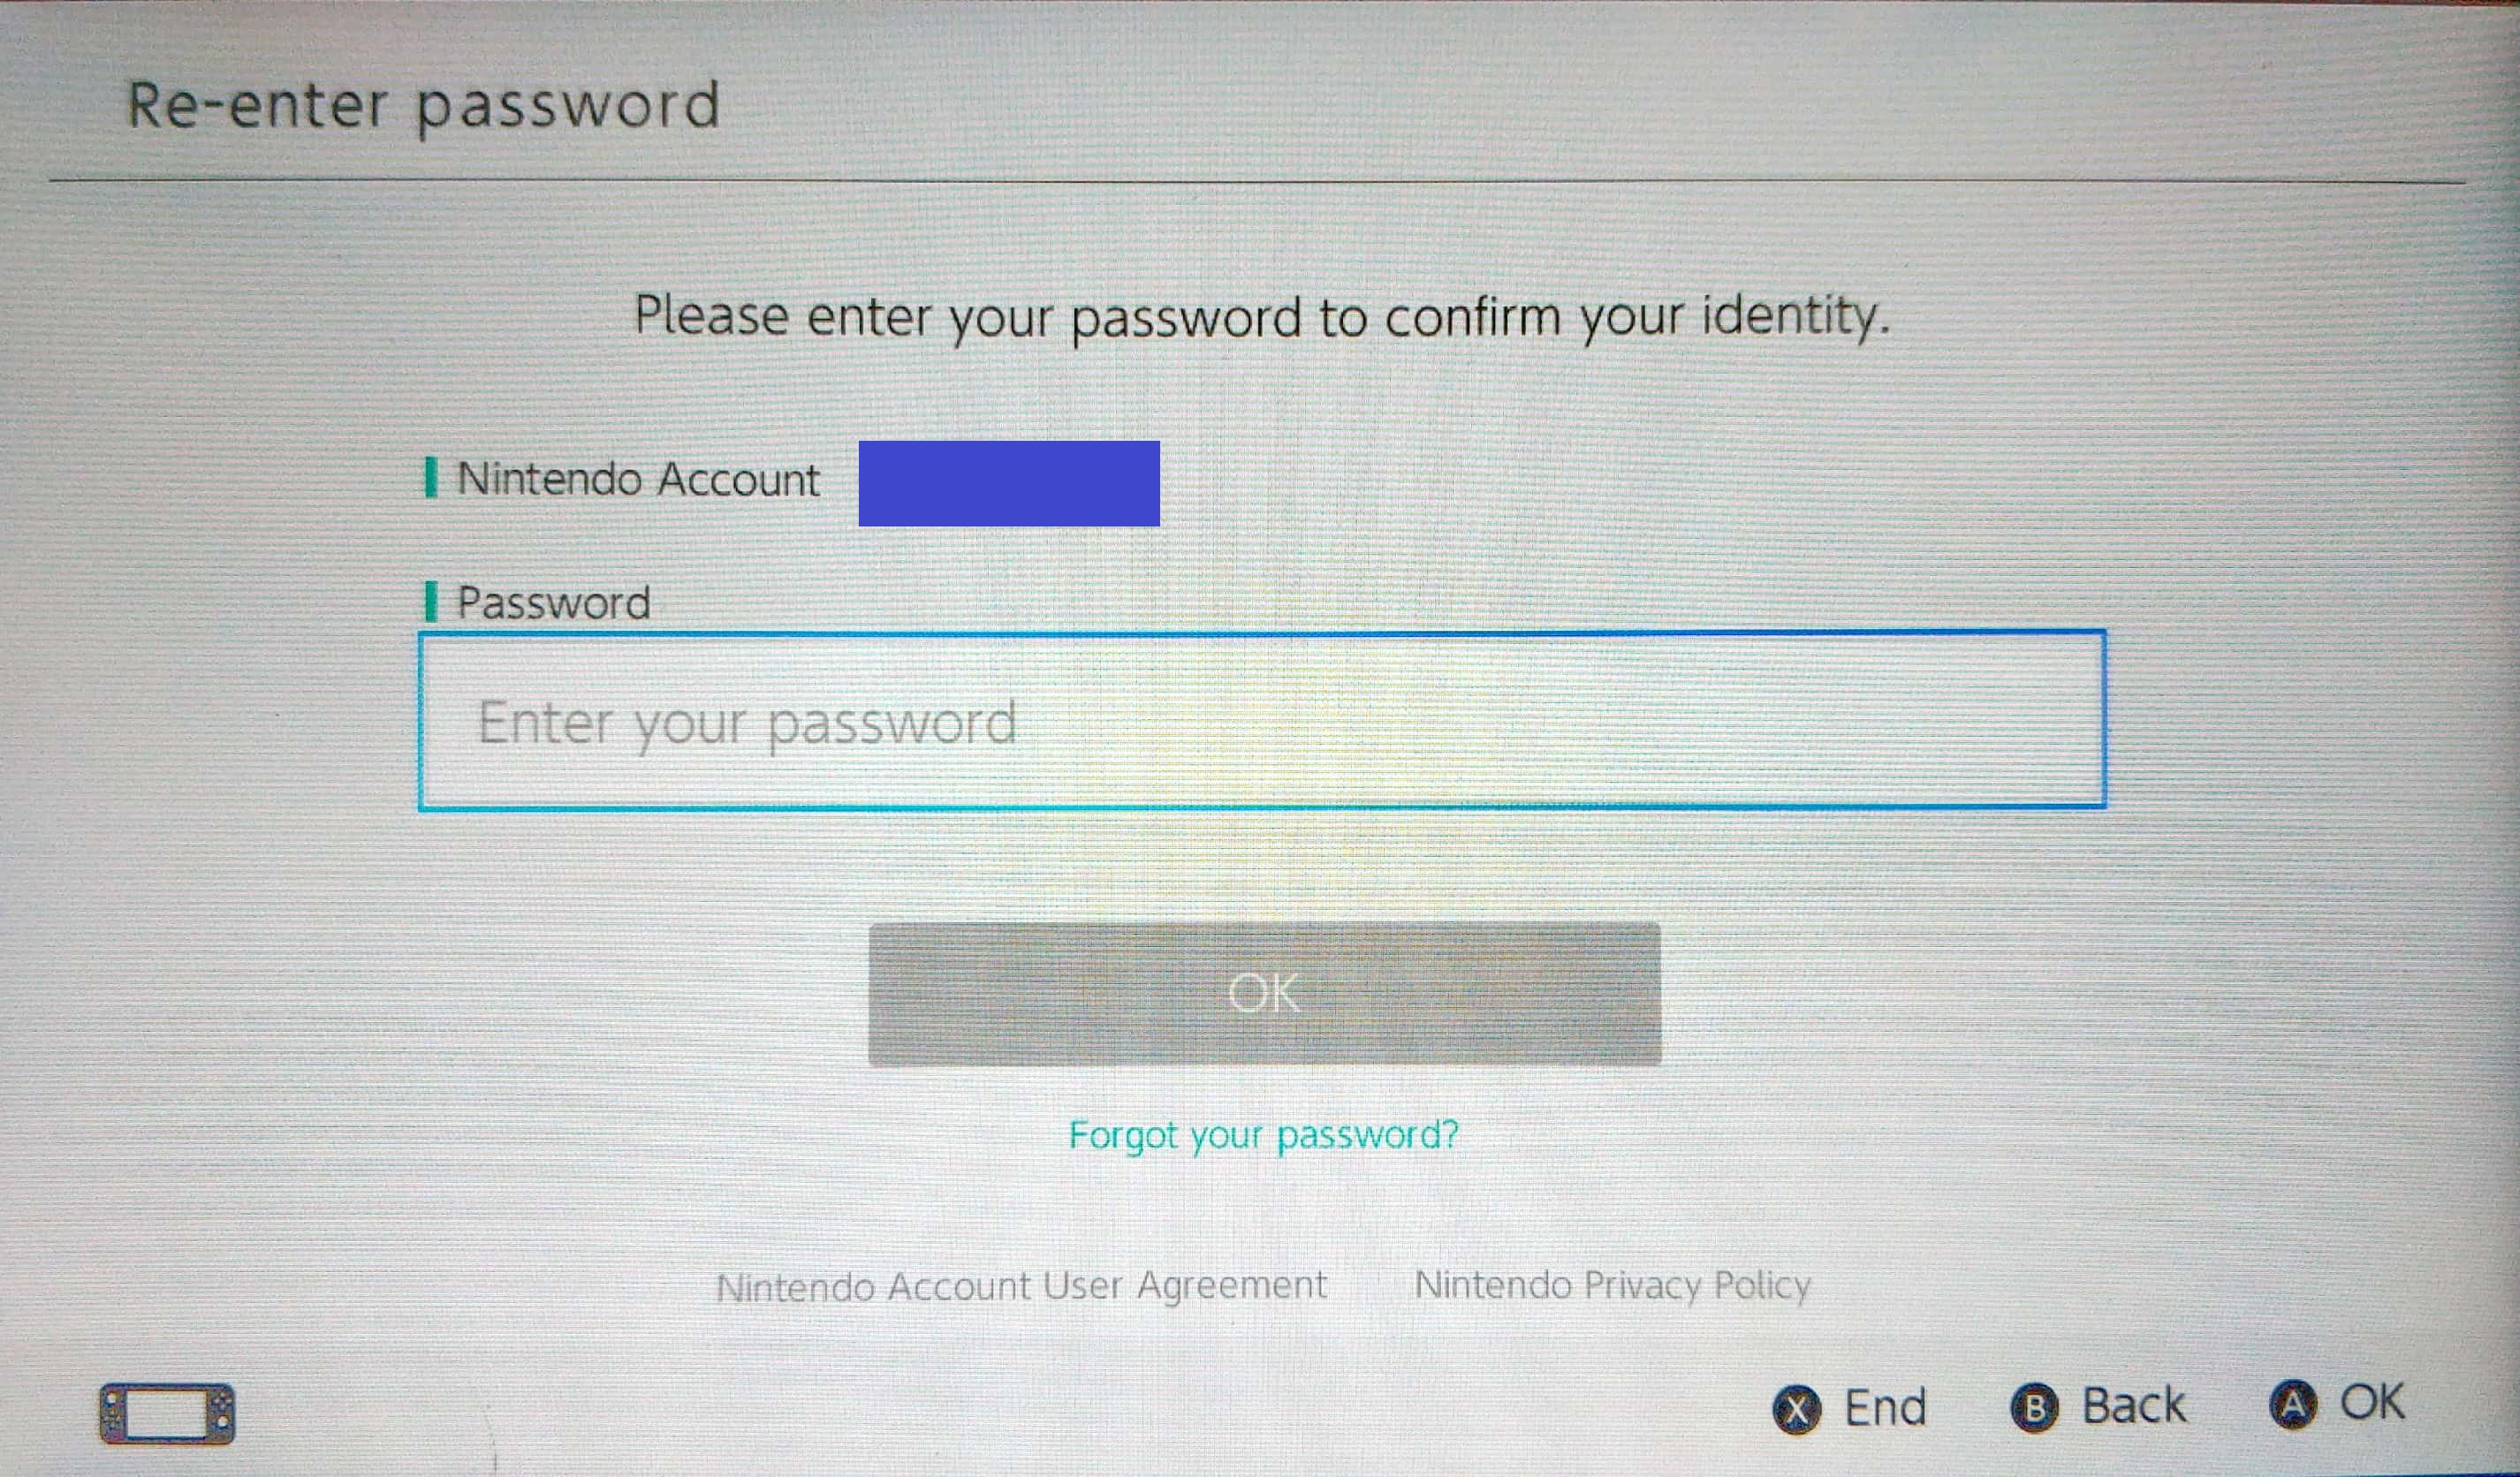 Re-enter password
Please enter your password to confirm your identity.
Nintendo Account
Password
Enter your password
OK
Forgot your password?
Nintendo Account User Agreement Nintendo Privacy Policy
X End B Back A OK